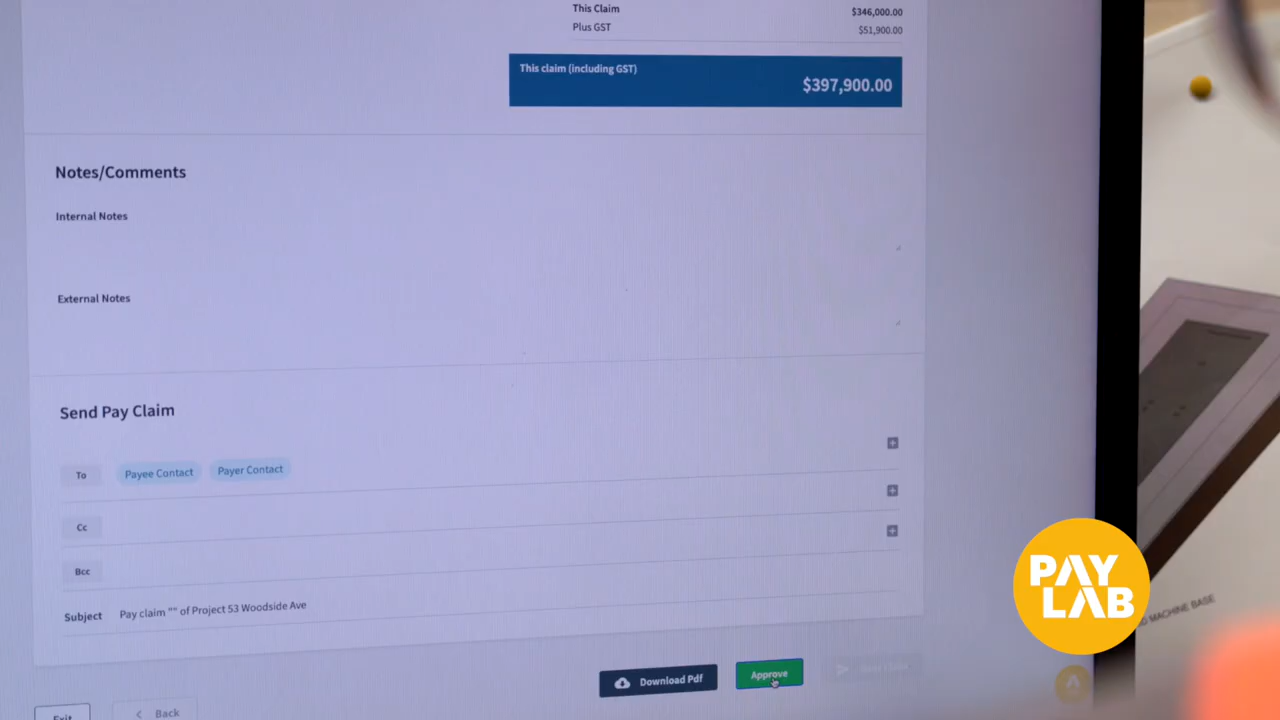 This Claim $346,000.00
Plus GST $51,900.00
This claim (including GST) $397,900.00
Notes/Comments
Internal Notes
External Notes
Send Pay Claim
To Payee Contact Payer Contact
Cc
Bcc
Subject Pay claim "" of Project 53 Woodside Ave
Download Pdf Approve
Exit Back
PAY
LAB
MACHINE BASE